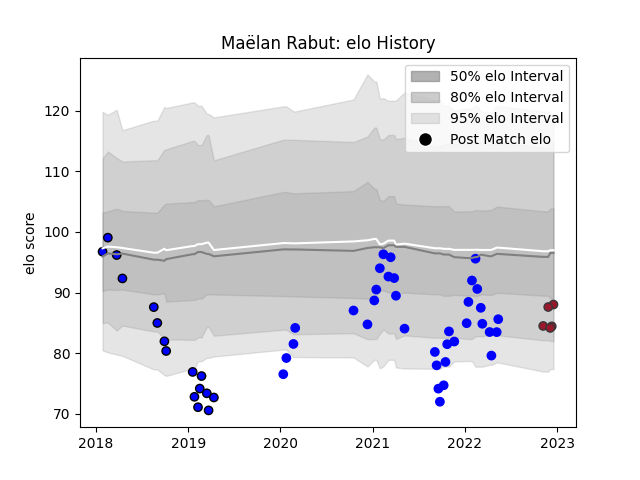 Maëlan Rabut: elo History
50% elo Interval
80% elo Interval
95% elo Interval
Post Match elo
elo score
120
110
100
90
80
70
2018
2019
2020
2021
2022
2023